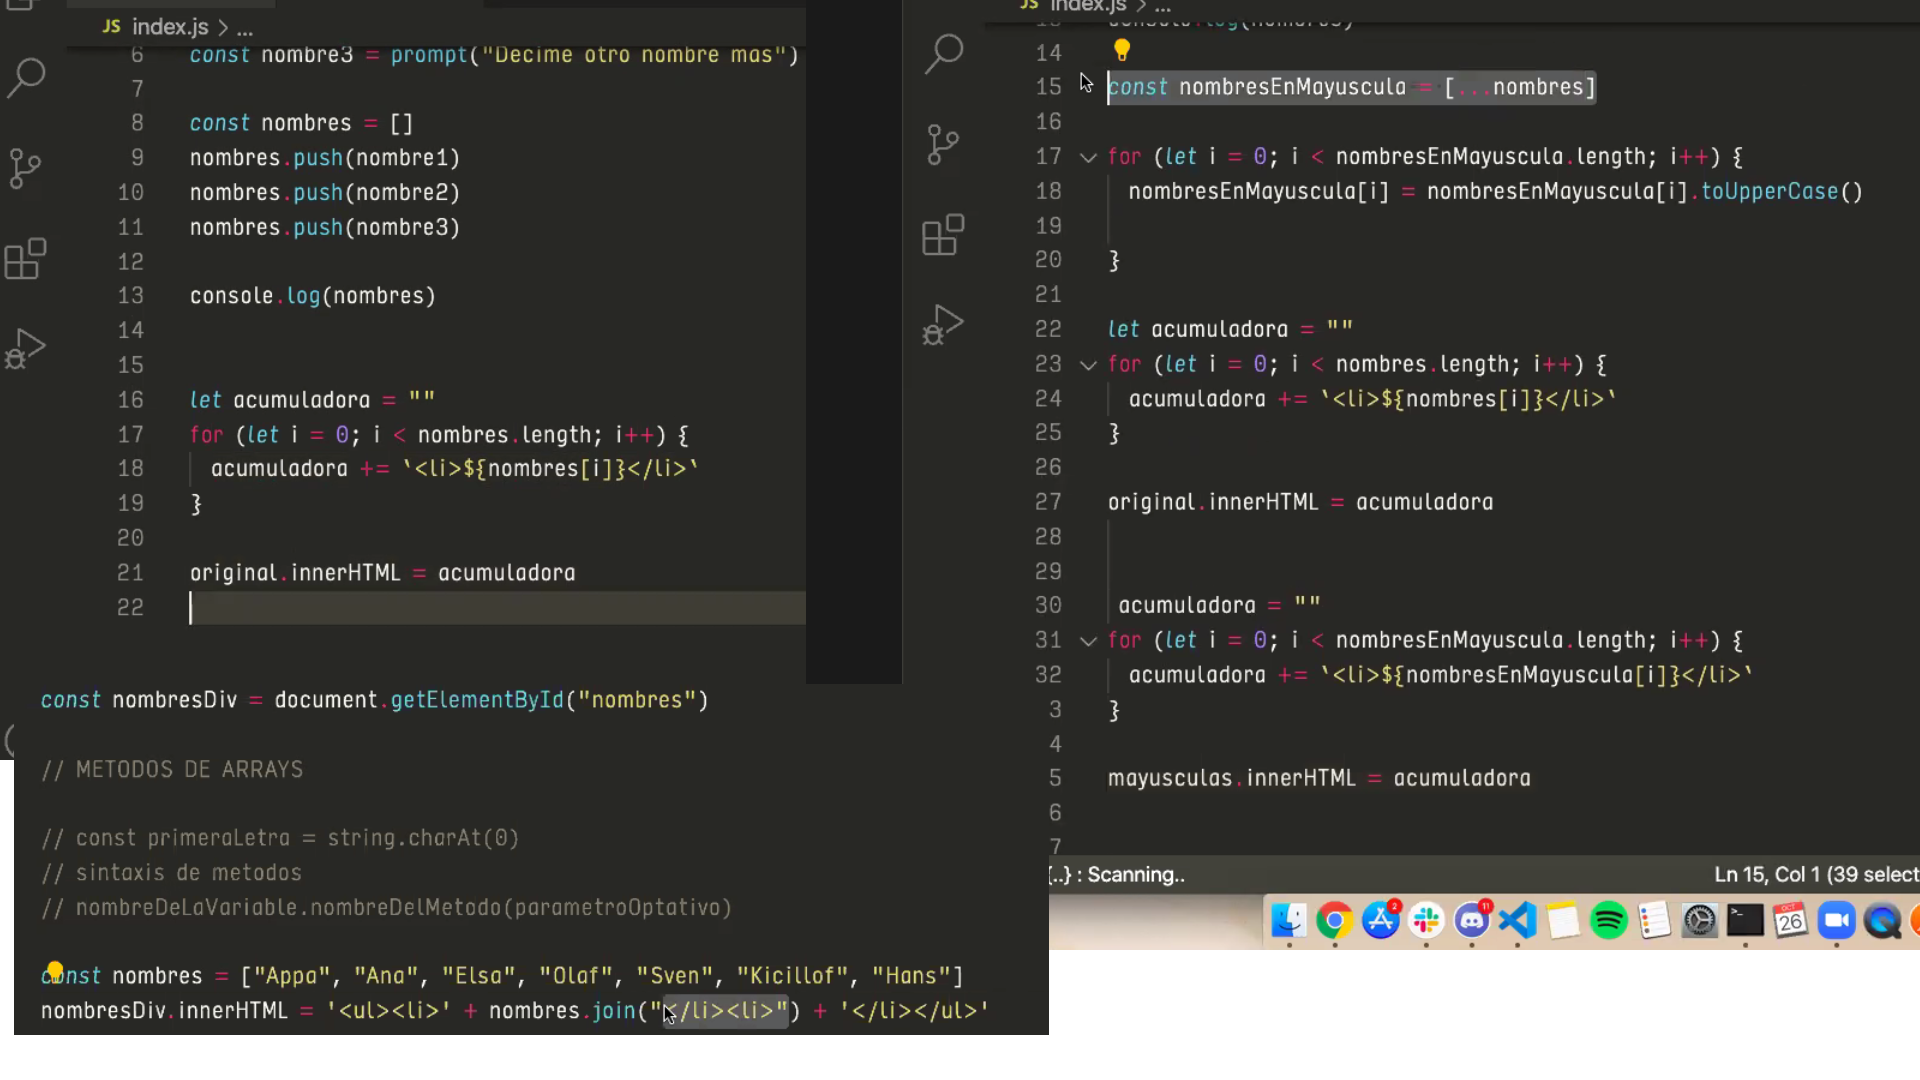 JS index.js > ...
6 const nombre3 = prompt("Decime otro nombre mas")
7
8 const nombres = []
9 nombres.push(nombre1)
10 nombres.push(nombre2)
11 nombres.push(nombre3)
12
13 console.log(nombres)
14
15
16 let acumuladora = ""
17 for (let i = 0; i < nombres.length; i++) {
18 acumuladora += `<li>${nombres[i]}</li>`
19 }
20
21 original.innerHTML = acumuladora
22
const nombresDiv = document.getElementById("nombres")
// METODOS DE ARRAYS
// const primeraLetra = string.charAt(0)
// sintaxis de metodos
// nombreDeLaVariable.nombreDelMetodo(parametroOptativo)
const nombres = ["Appa", "Ana", "Elsa", "Olaf", "Sven", "Kicillof", "Hans"]
nombresDiv.innerHTML = '<ul><li>' + nombres.join("</li><li>") + '</li></ul>'
JS index.js > ...
13 console.log(nombres)
14
15 const nombresEnMayuscula = [...nombres]
16
17 for (let i = 0; i < nombresEnMayuscula.length; i++) {
18 nombresEnMayuscula[i] = nombresEnMayuscula[i].toUpperCase()
19
20 }
21
22 let acumuladora = ""
23 for (let i = 0; i < nombres.length; i++) {
24 acumuladora += `<li>${nombres[i]}</li>`
25 }
26
27 original.innerHTML = acumuladora
28
29
30 acumuladora = ""
31 for (let i = 0; i < nombresEnMayuscula.length; i++) {
32 acumuladora += `<li>${nombresEnMayuscula[i]}</li>`
3 }
4
5 mayusculas.innerHTML = acumuladora
6
7
{..} : Scanning.. Ln 15, Col 1 (39 select
2
11
OCT
26